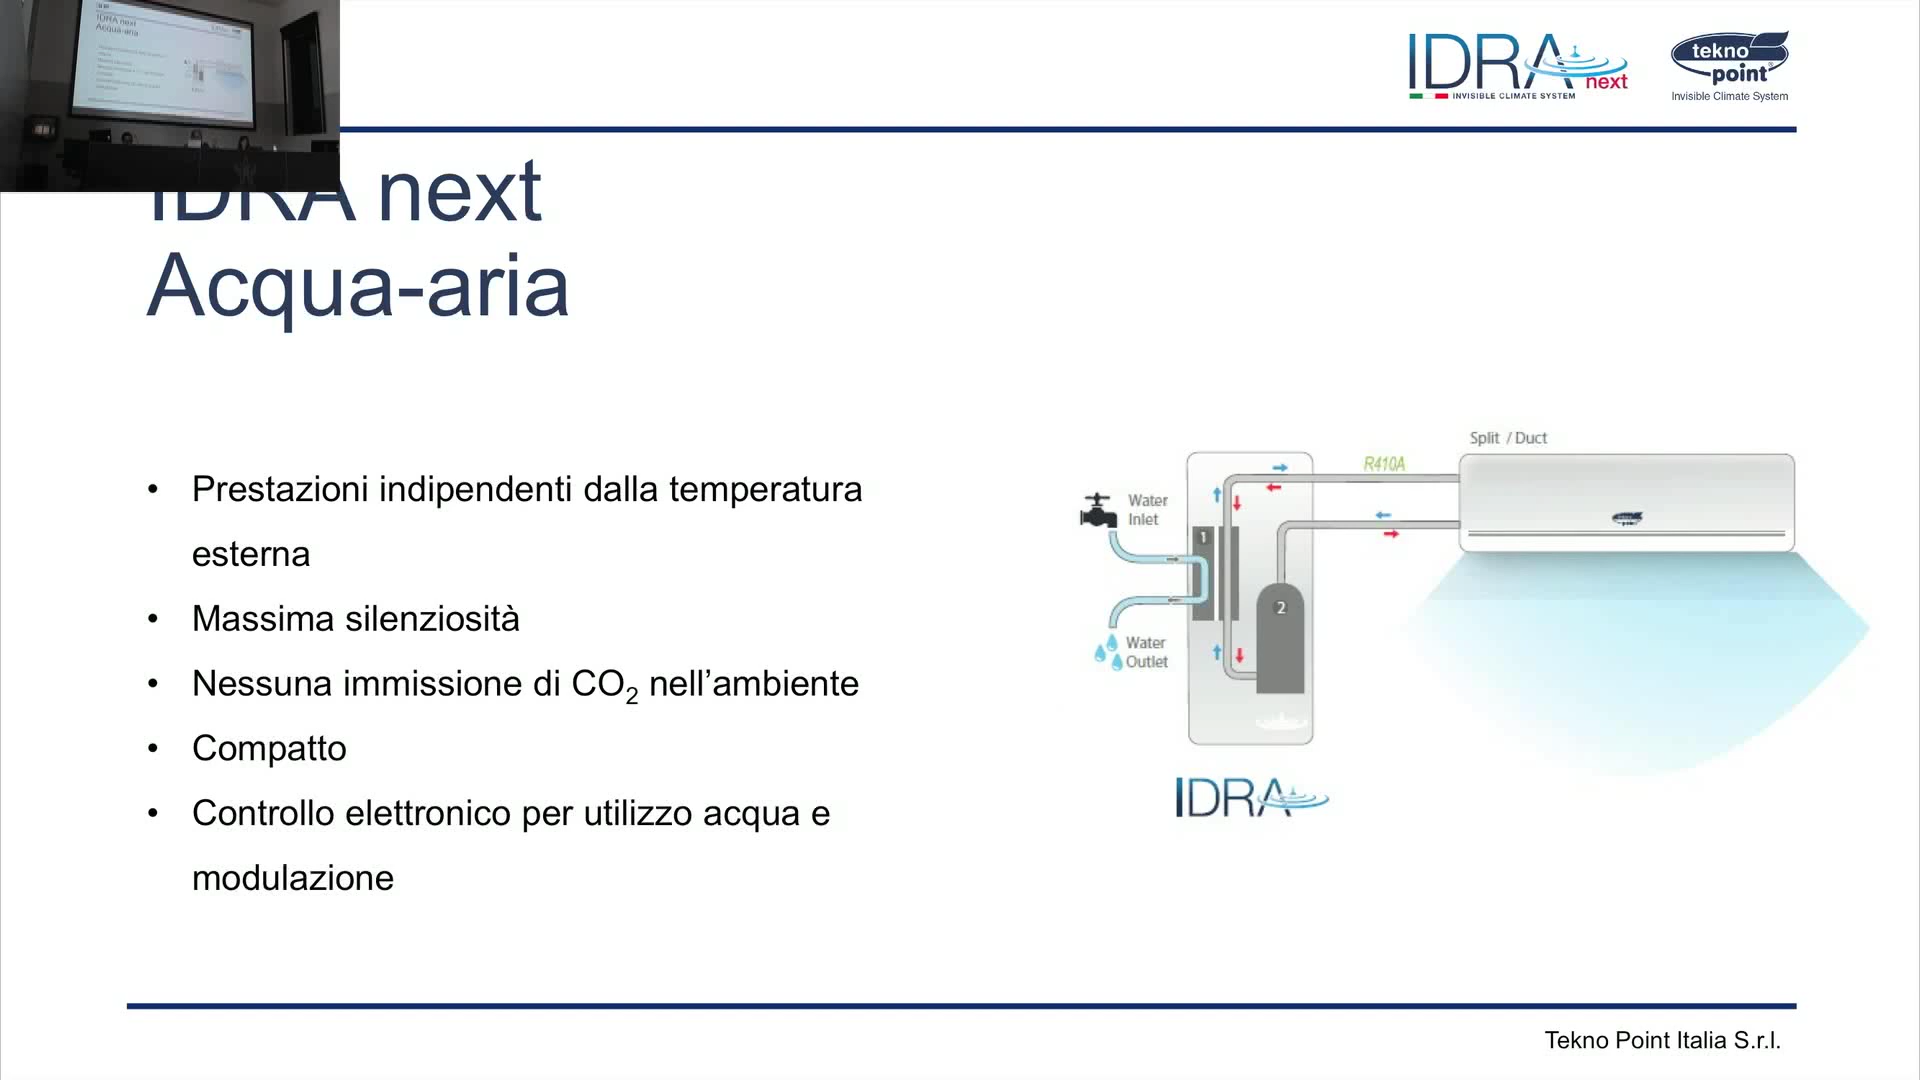 IDRA next
INVISIBLE CLIMATE SYSTEM
tekno
point
Invisible Climate System
IDRA next
Acqua-aria
• Prestazioni indipendenti dalla temperatura
esterna
• Massima silenziosità
• Nessuna immissione di CO₂ nell’ambiente
• Compatto
• Controllo elettronico per utilizzo acqua e
modulazione
Split / Duct
R410A
Water
Inlet
1
2
Water
Outlet
IDRA
Tekno Point Italia S.r.l.